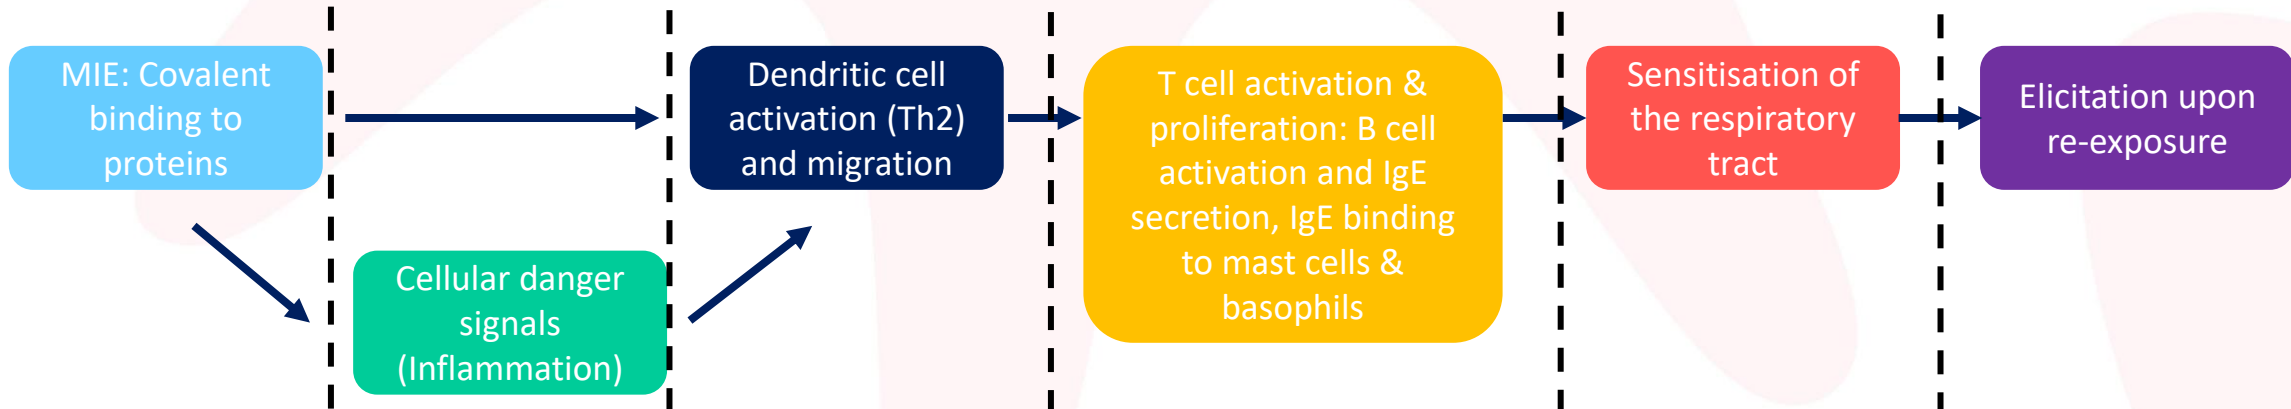 MIE: Covalent
binding to
proteins
Cellular danger
signals
(Inflammation)
Dendritic cell
activation (Th2)
and migration
T cell activation &
proliferation: B cell
activation and IgE
secretion, IgE binding
to mast cells &
basophils
Sensitisation of
the respiratory
tract
Elicitation upon
re-exposure